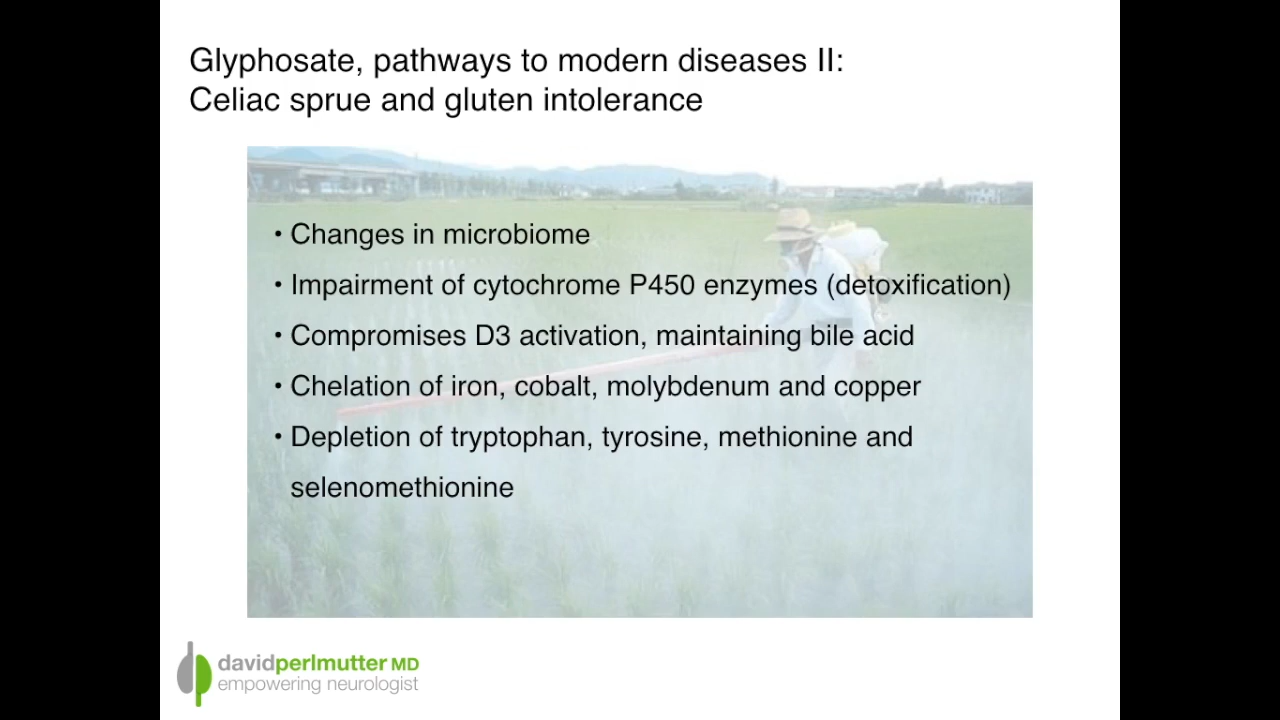 Glyphosate, pathways to modern diseases II:
Celiac sprue and gluten intolerance
• Changes in microbiome
• Impairment of cytochrome P450 enzymes (detoxification)
• Compromises D3 activation, maintaining bile acid
• Chelation of iron, cobalt, molybdenum and copper
• Depletion of tryptophan, tyrosine, methionine and
selenomethionine
davidperlmutter MD
empowering neurologist